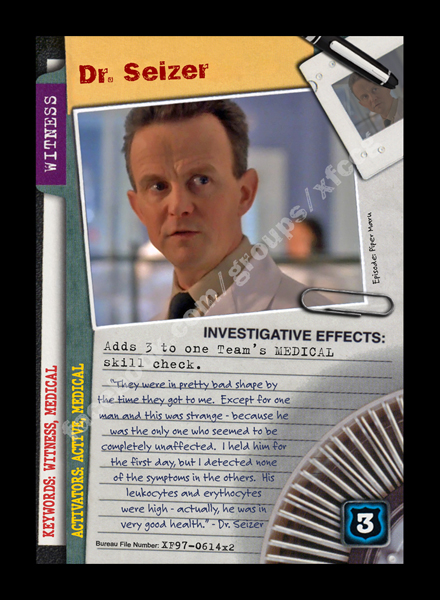 Dr. Seizer
WITNESS
Episode: Piper Maru
INVESTIGATIVE EFFECTS:
Adds 3 to one Team's MEDICAL
skill check.
"They were in pretty bad shape by
the time they got to me. Except for one
man and this was strange - because he
was the only one who seemed to be
completely unaffected. I held him for
the first day, but I detected none
of the symptoms in the others. His
leukocytes and erythocytes
were high - actually, he was in
very good health." - Dr. Seizer
3
Bureau File Number: XF97-0614x2
KEYWORDS: WITNESS, MEDICAL
ACTIVATORS: ACTIVE, MEDICAL
.com/groups/xfccg